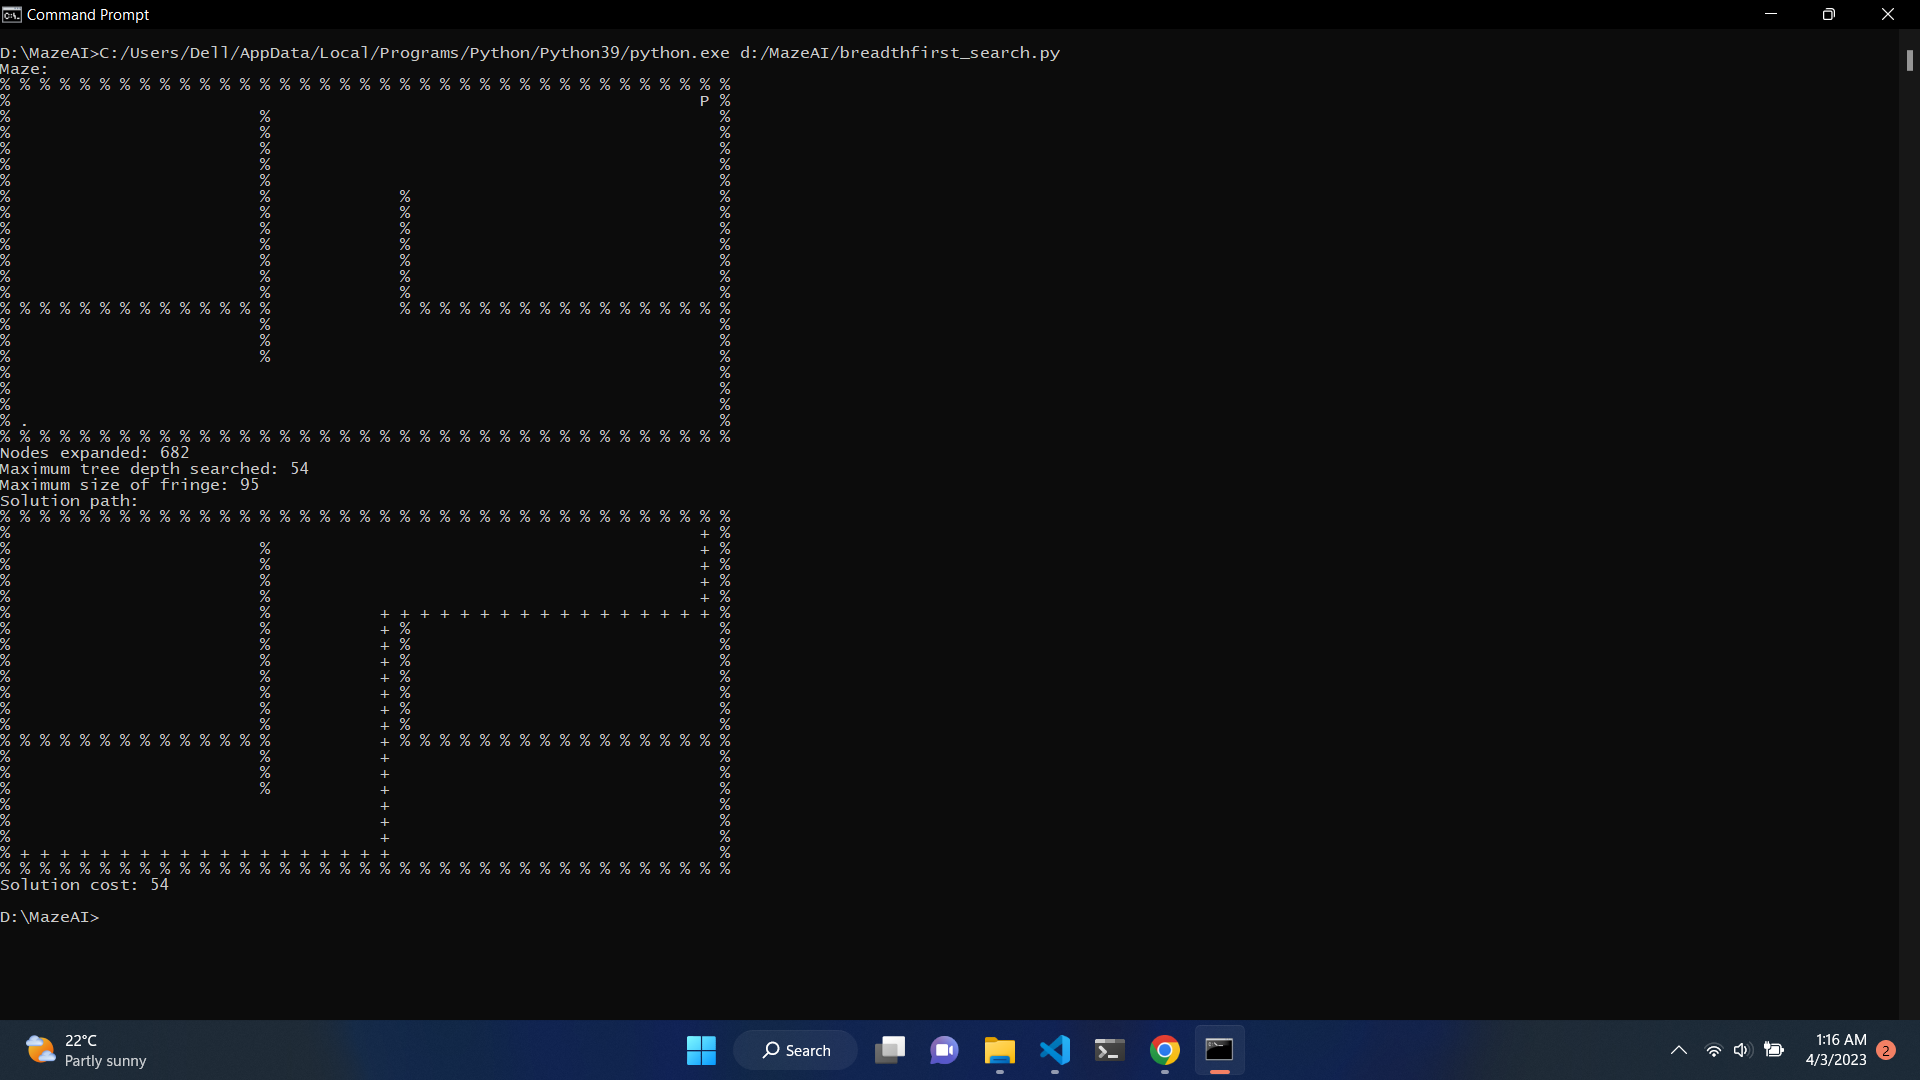 Command Prompt
D:\MazeAI>C:/Users/Dell/AppData/Local/Programs/Python/Python39/python.exe d:/MazeAI/breadthfirst_search.py
Maze:
% % % % % % % % % % % % % % % % % % % % % % % % % % % % % % % % % % % % %
%                                                                     P %
%                         %                                             %
%                         %                                             %
%                         %                                             %
%                         %                                             %
%                         %                                             %
%                         %             %                               %
%                         %             %                               %
%                         %             %                               %
%                         %             %                               %
%                         %             %                               %
%                         %             %                               %
%                         %             %                               %
% % % % % % % % % % % % % %             % % % % % % % % % % % % % % % % %
%                         %                                             %
%                         %                                             %
%                         %                                             %
%                                                                       %
%                                                                       %
%                                                                       %
% .                                                                     %
% % % % % % % % % % % % % % % % % % % % % % % % % % % % % % % % % % % % %
Nodes expanded: 682
Maximum tree depth searched: 54
Maximum size of fringe: 95
Solution path:
% % % % % % % % % % % % % % % % % % % % % % % % % % % % % % % % % % % % %
%                                                                     + %
%                         %                                           + %
%                         %                                           + %
%                         %                                           + %
%                         %                                           + %
%                         %           + + + + + + + + + + + + + + + + + %
%                         %           + %                               %
%                         %           + %                               %
%                         %           + %                               %
%                         %           + %                               %
%                         %           + %                               %
%                         %           + %                               %
%                         %           + %                               %
% % % % % % % % % % % % % %           + % % % % % % % % % % % % % % % % %
%                         %           +                                 %
%                         %           +                                 %
%                         %           +                                 %
%                                     +                                 %
%                                     +                                 %
%                                     +                                 %
% + + + + + + + + + + + + + + + + + + +                                 %
% % % % % % % % % % % % % % % % % % % % % % % % % % % % % % % % % % % % %
Solution cost: 54
D:\MazeAI>
22°C
Partly sunny
Search
1:16 AM
4/3/2023
2